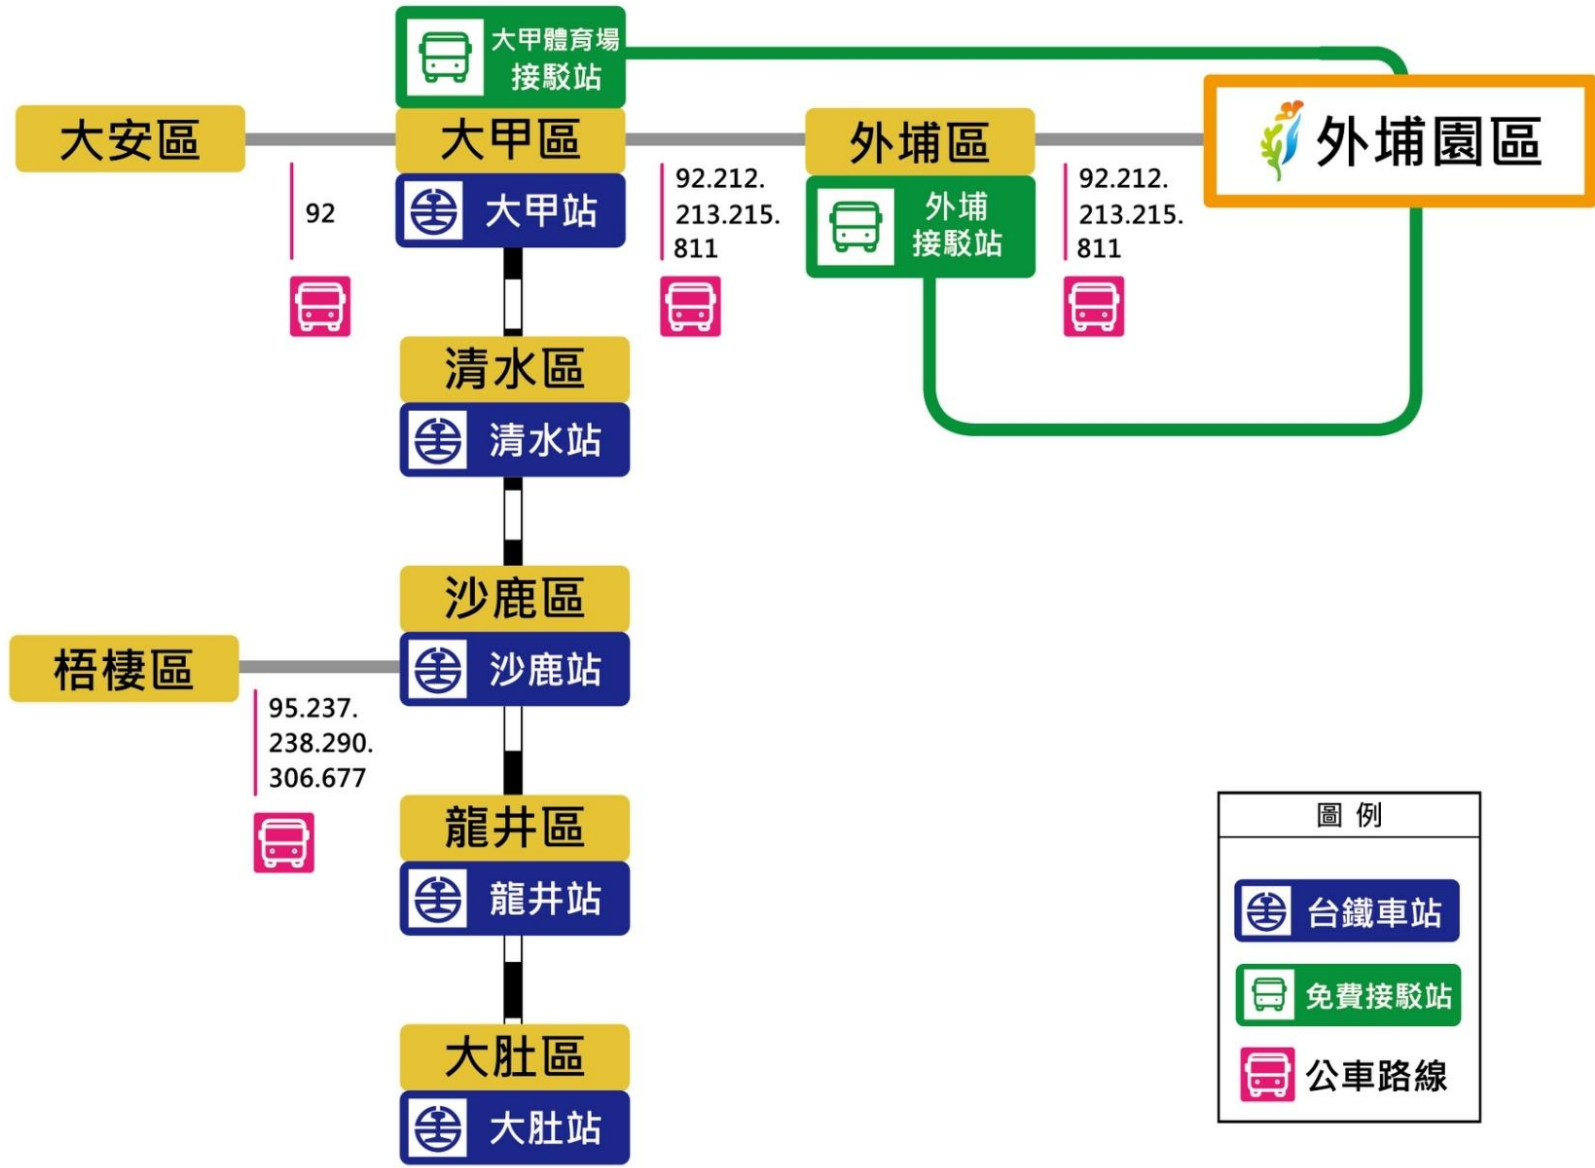 大甲體育場
接駁站
大安區
大甲區
外埔區
外埔園區
大甲站
外埔
接駁站
92
92.212.
213.215.
811
92.212.
213.215.
811
清水區
清水站
沙鹿區
沙鹿站
梧棲區
95.237.
238.290.
306.677
龍井區
龍井站
大肚區
大肚站
圖例
台鐵車站
免費接駁站
公車路線